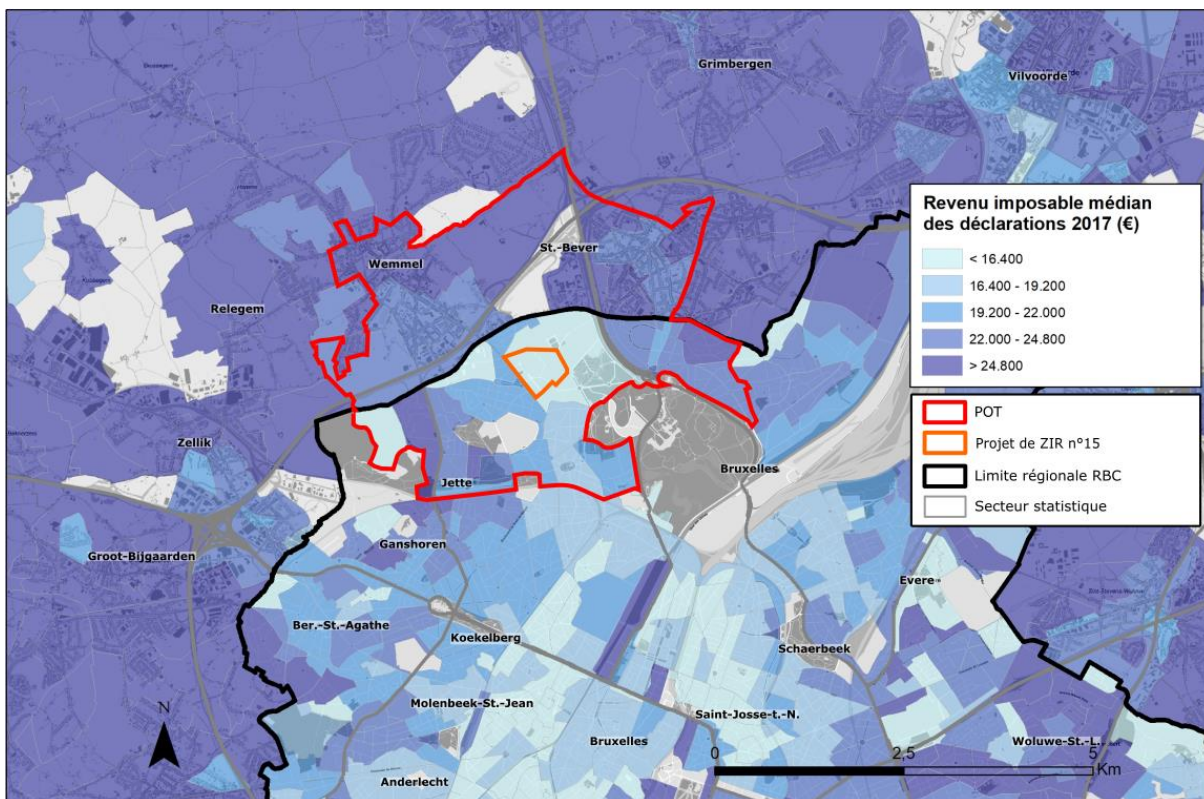 Grimbergen
Vilvoorde
St.-Bever
Wemmel
Relegem
Zellik
Jette
Bruxelles
Groot-Bijgaarden
Ganshoren
Evere
Ber.-St.-Agathe
Koekelberg
Schaerbeek
Molenbeek-St.-Jean
Saint-Josse-t.-N.
Bruxelles
Woluwe-St.-L.
Anderlecht
Revenu imposable médian
des déclarations 2017 (€)
< 16.400
16.400 - 19.200
19.200 - 22.000
22.000 - 24.800
> 24.800
POT
Projet de ZIR n°15
Limite régionale RBC
Secteur statistique
N
0 2,5 5
Km